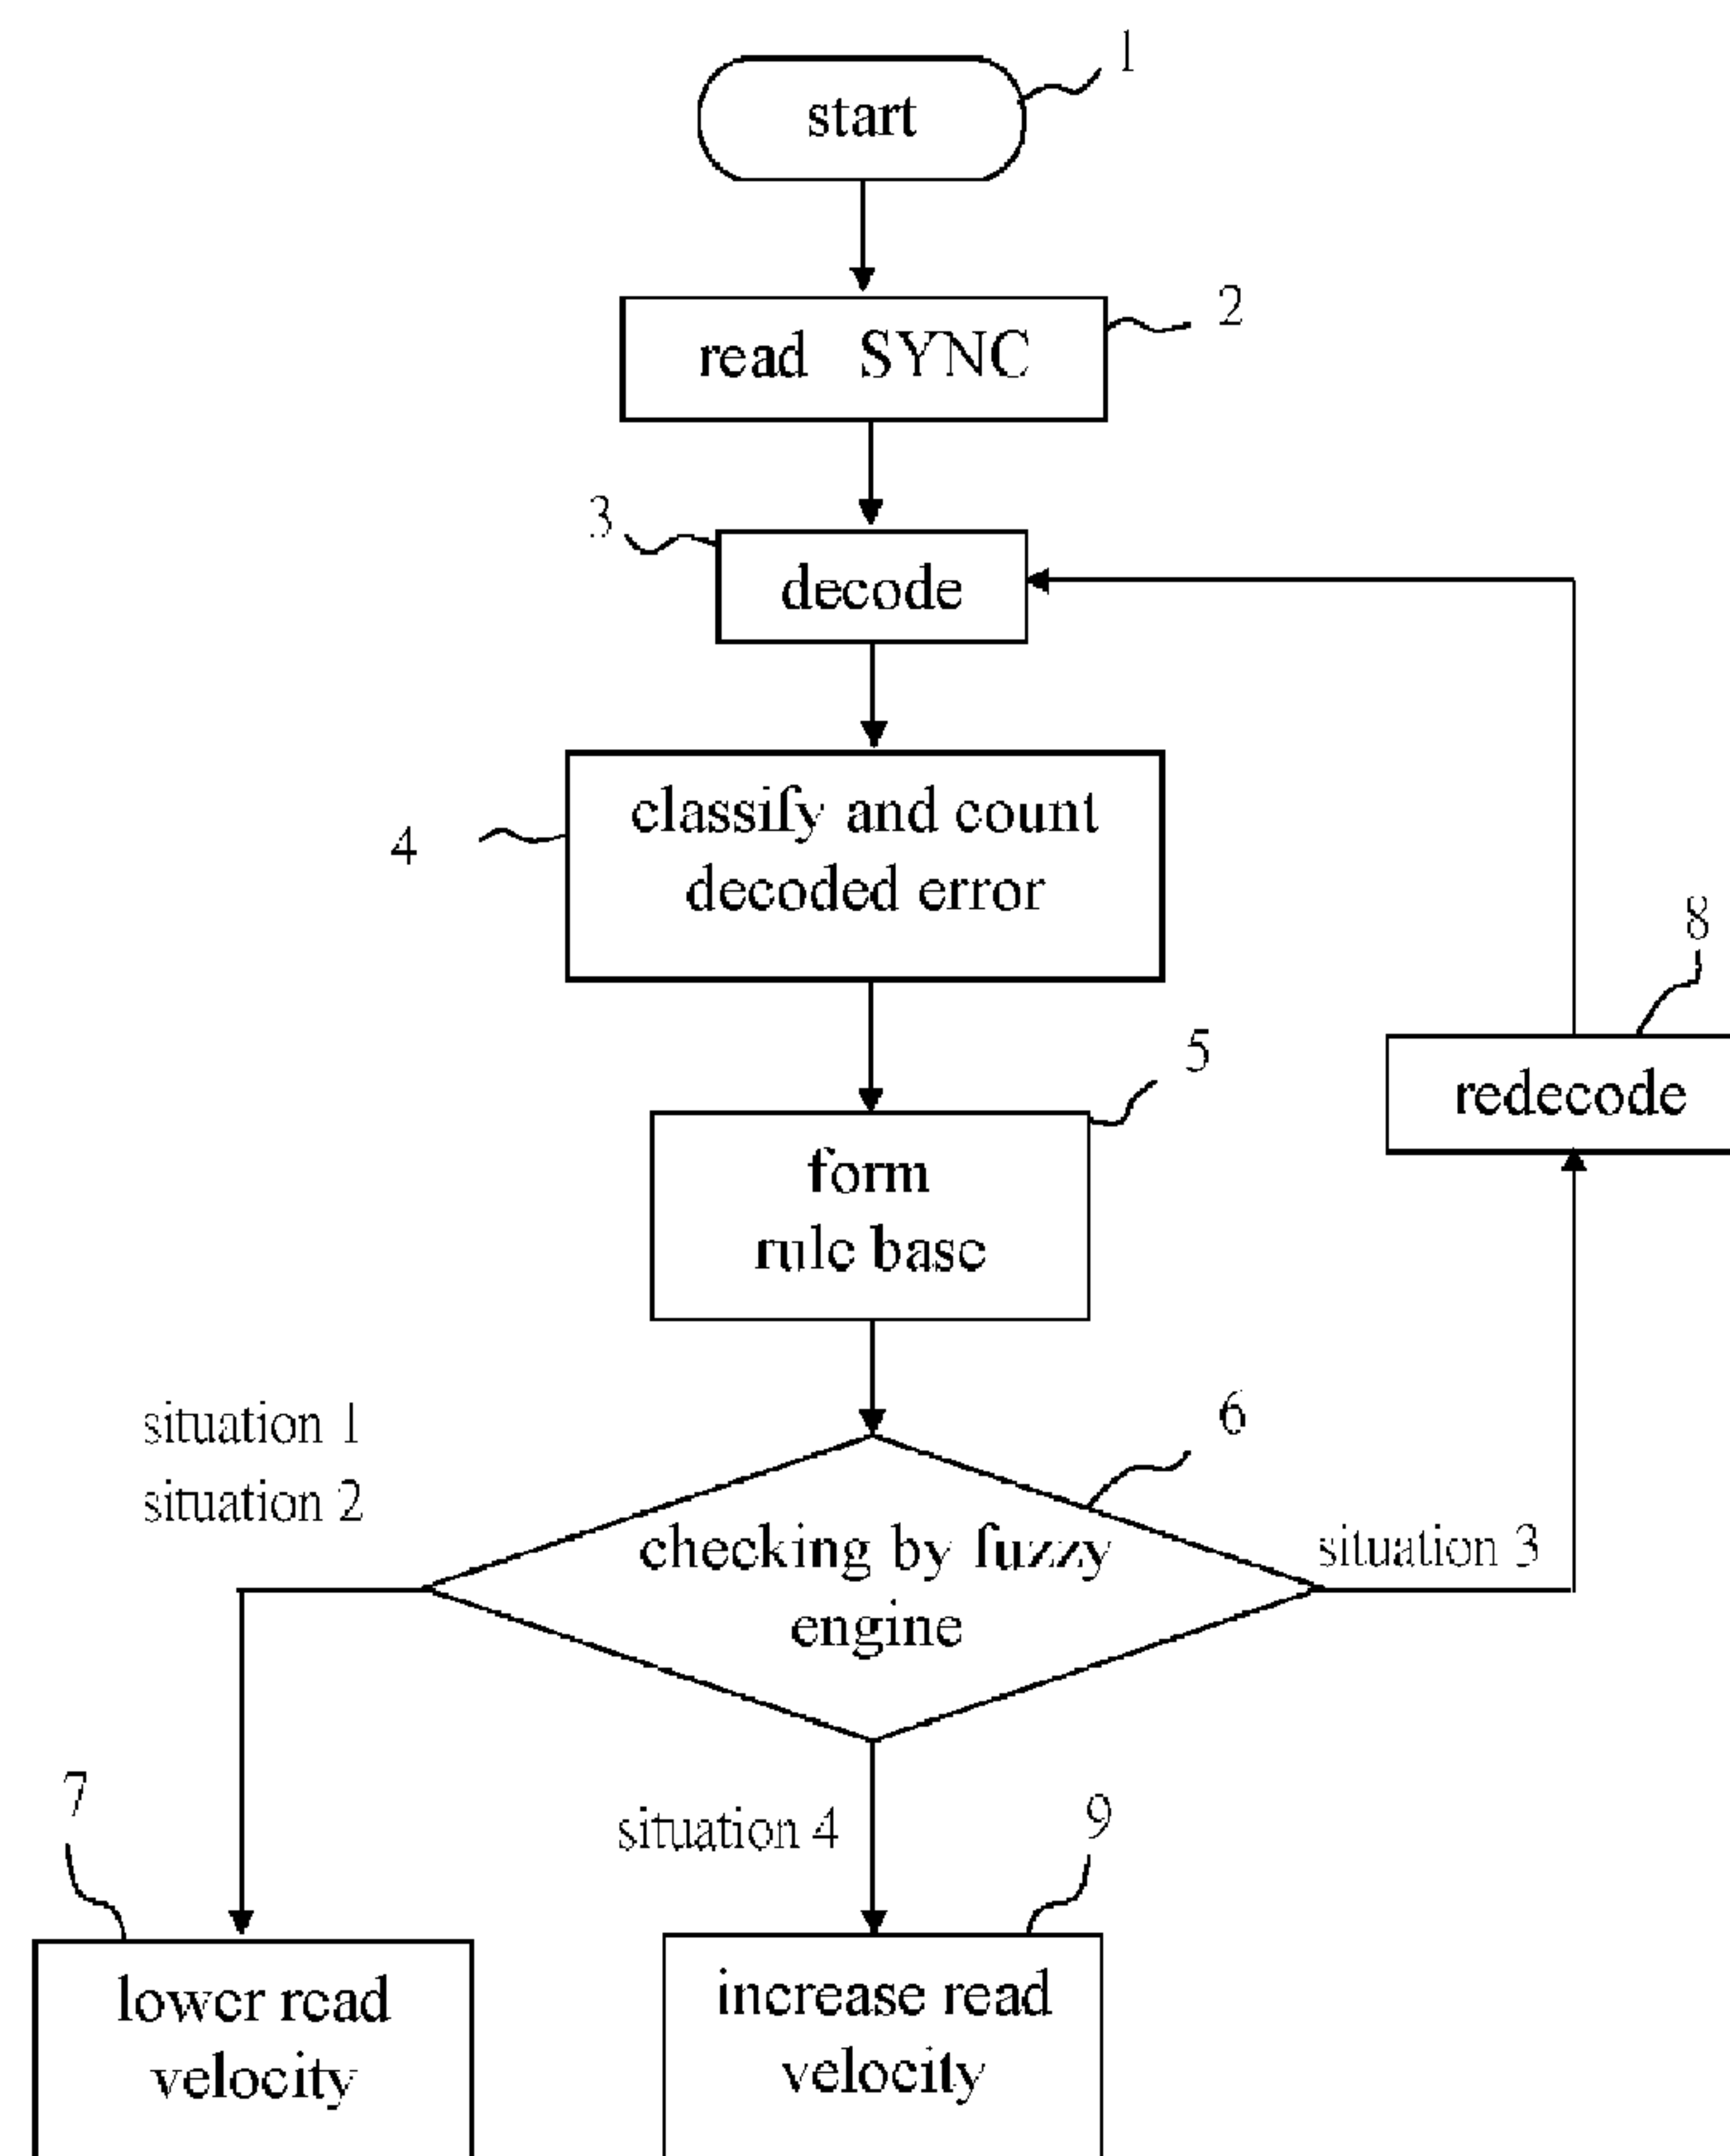 1
start
2
read SYNC
3
decode
4
classify and count
decoded error
8
5
redecode
form
rule base
situation 1
6
situation 2
checking by fuzzy
situation 3
engine
7
situation 4
9
lower read
velocity
increase read
velocity